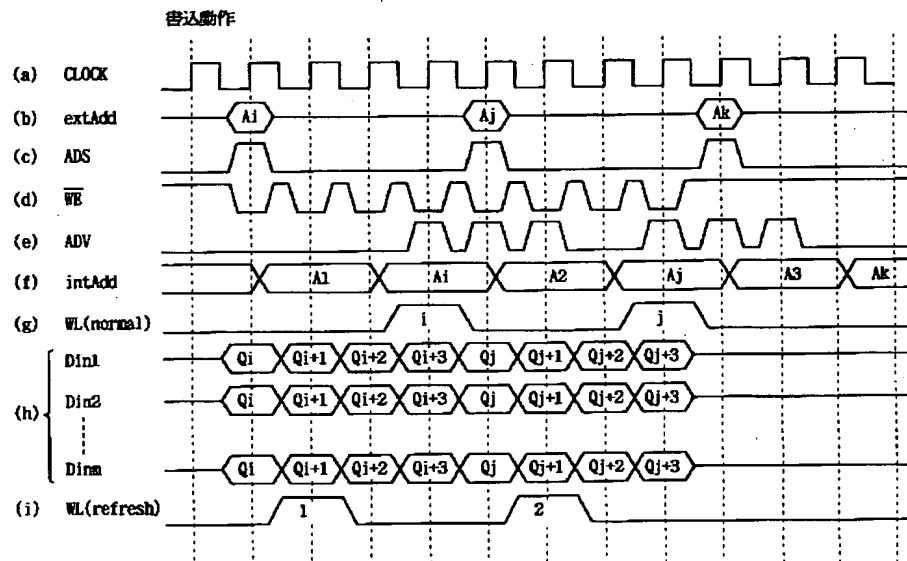 書込動作
(a) CLOCK
(b) extAdd Ai Aj Ak
(c) ADS
(d) WE
(e) ADV
(f) intAdd A1 Ai A2 Aj A3 Ak
(g) WL(normal) i j
(h)
Din1 Qi Qi+1 Qi+2 Qi+3 Qj Qj+1 Qj+2 Qj+3
Din2 Qi Qi+1 Qi+2 Qi+3 Qj Qj+1 Qj+2 Qj+3
Dinm Qi Qi+1 Qi+2 Qi+3 Qj Qj+1 Qj+2 Qj+3
(i) WL(refresh) 1 2